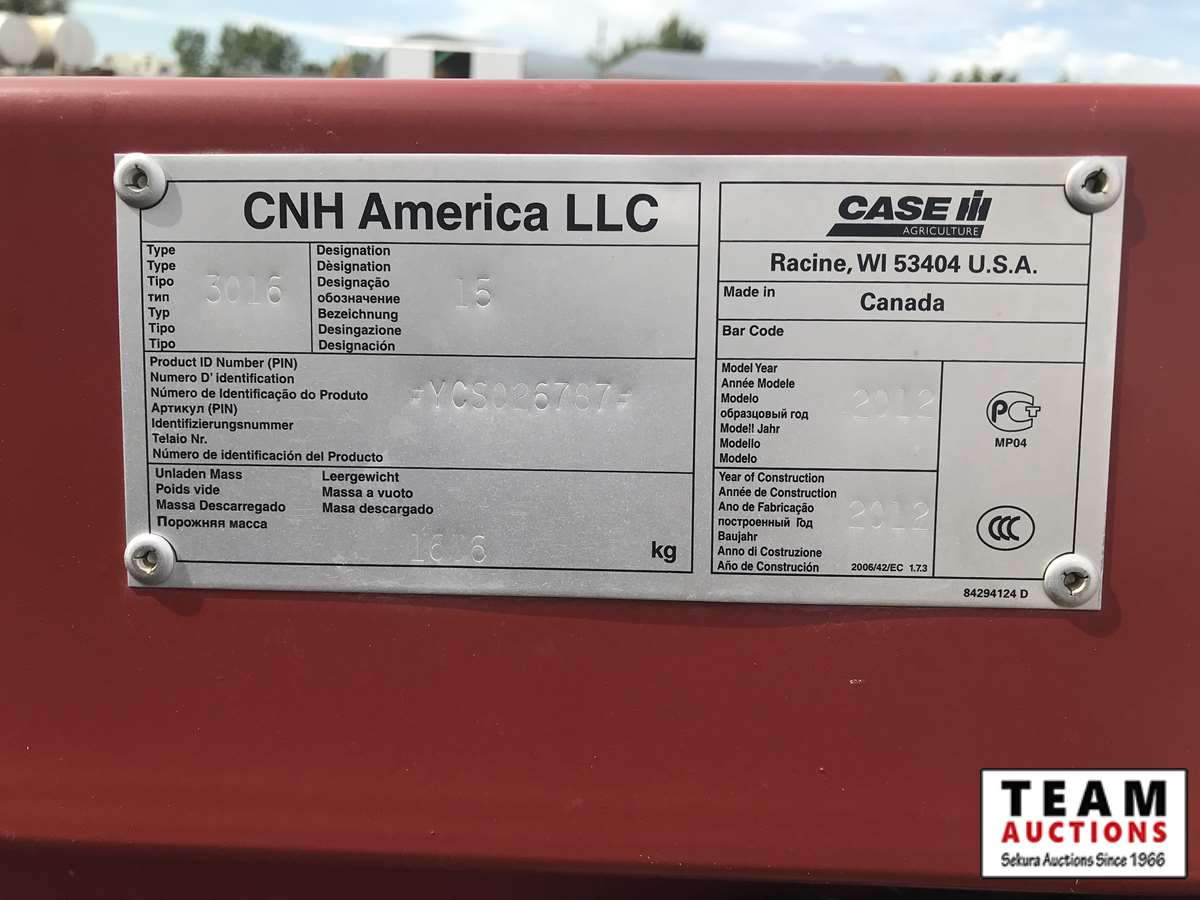 CNH America LLC
Type
Type
Tipo
тип
Typ
Tipo
Tipo
3016
Designation
Dèsignation
Designação
обозначение
Bezeichnung
Desingazione
Designación
15
Product ID Number (PIN)
Numero D' identification
Número de Identificação do Produto
Артикул (PIN)
Identifizierungsnummer
Telaio Nr.
Número de identificación del Producto
Unladen Mass
Poids vide
Massa Descarregado
Порожняя масса
Leergewicht
Massa a vuoto
Masa descargado
kg
CASE IH
AGRICULTURE
Racine, WI 53404 U.S.A.
Made in Canada
Bar Code
Model Year
Année Modele
Modelo
образцовый год
Modell Jahr
Modello
Modelo
2012
Year of Construction
Année de Construction
Ano de Fabricação
построенный Год
Baujahr
Anno di Costruzione
Año de Construción
2012
2006/42/EC 1.7.3
PCT
MP04
CCC
84294124 D
TEAM
AUCTIONS
Sekura Auctions Since 1966